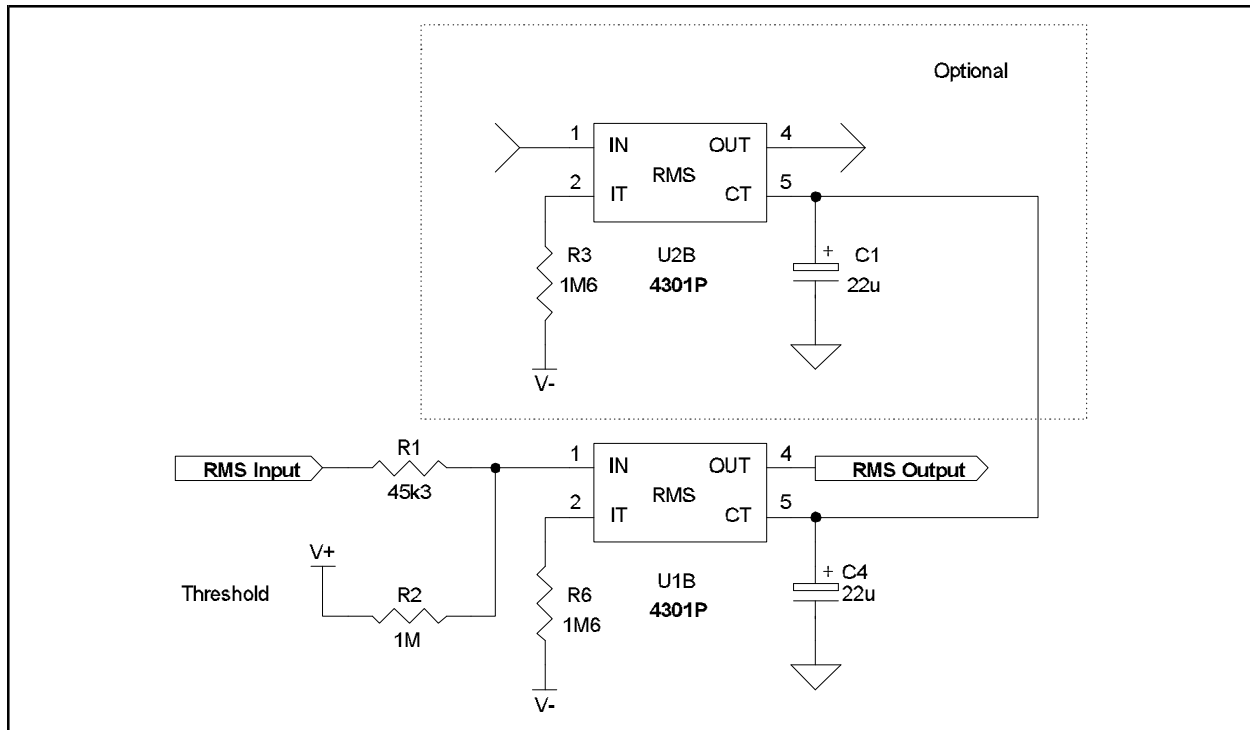 Optional
1
IN
OUT
4
RMS
2
IT
CT
5
R3
1M6
U2B
4301P
+
C1
22u
V-
RMS Input
R1
45k3
1
IN
OUT
4
RMS Output
RMS
2
IT
CT
5
V+
Threshold
R2
1M
R6
1M6
U1B
4301P
+
C4
22u
V-